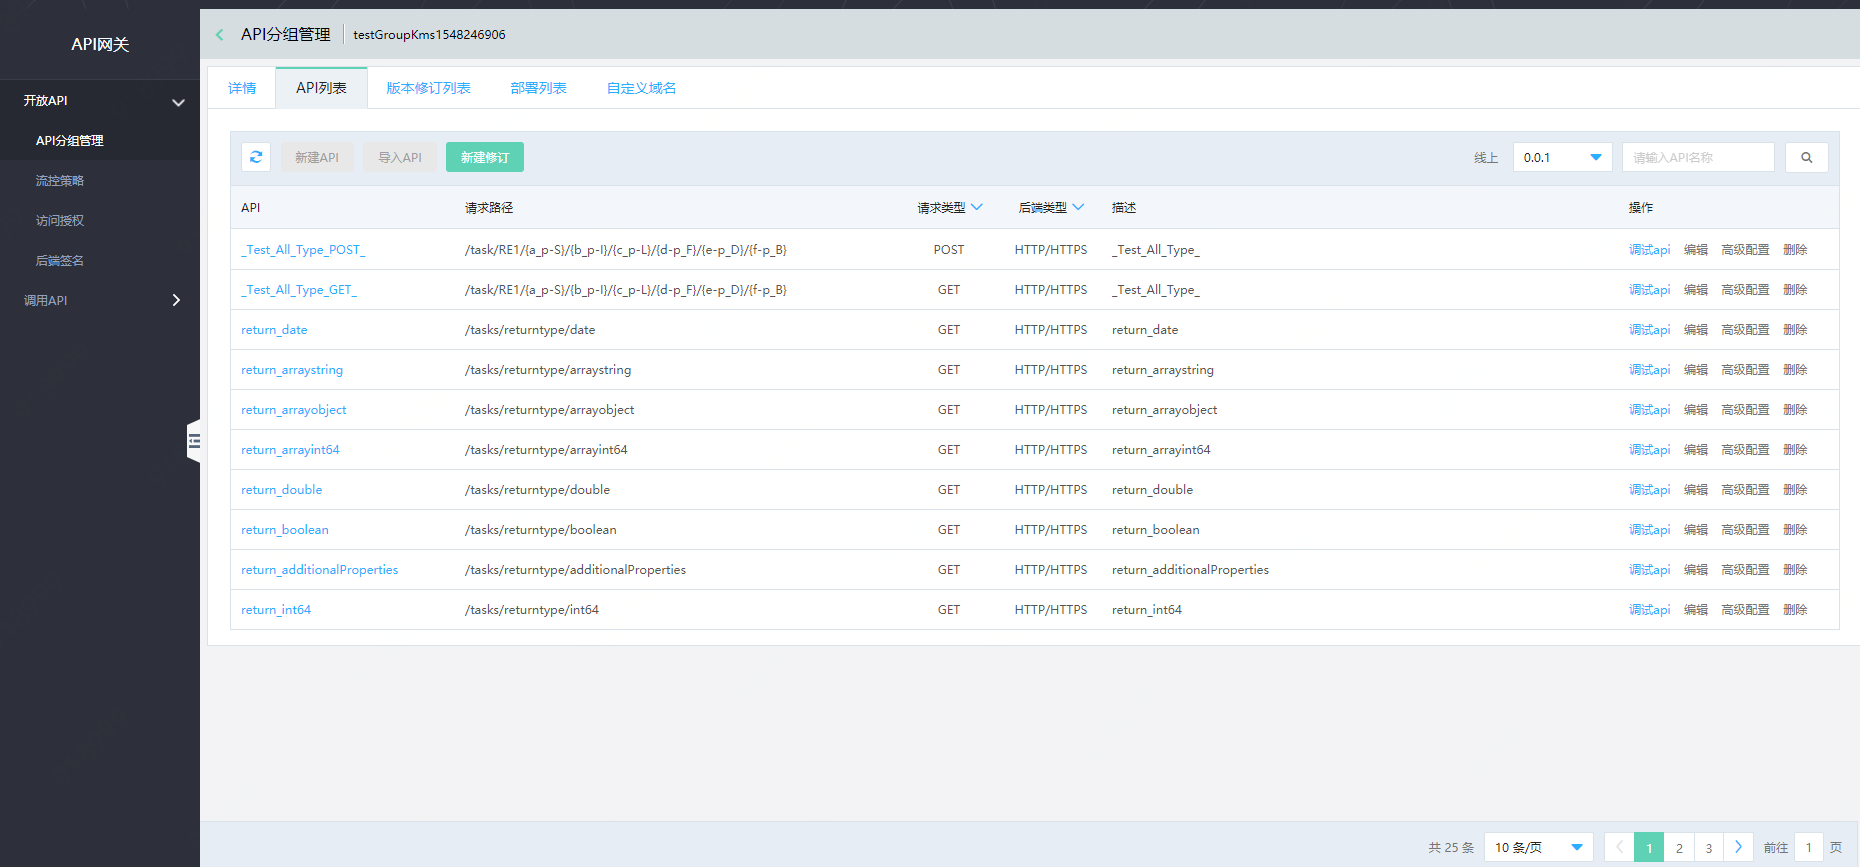 API网关
开放API
API分组管理
流控策略
访问授权
后端签名
调用API
API分组管理 testGroupKms1548246906
详情 API列表 版本修订列表 部署列表 自定义域名
新建API 导入API 新建修订 线上 0.0.1 请输入API名称
API 请求路径 请求类型 后端类型 描述 操作
_Test_All_Type_POST_ /task/RE1/{a_p-S}/{b_p-I}/{c_p-L}/{d-p_F}/{e-p_D}/{f-p_B} POST HTTP/HTTPS _Test_All_Type_ 调试api 编辑 高级配置 删除
_Test_All_Type_GET_ /task/RE1/{a_p-S}/{b_p-I}/{c_p-L}/{d-p_F}/{e-p_D}/{f-p_B} GET HTTP/HTTPS _Test_All_Type_ 调试api 编辑 高级配置 删除
return_date /tasks/returntype/date GET HTTP/HTTPS return_date 调试api 编辑 高级配置 删除
return_arraystring /tasks/returntype/arraystring GET HTTP/HTTPS return_arraystring 调试api 编辑 高级配置 删除
return_arrayobject /tasks/returntype/arrayobject GET HTTP/HTTPS return_arrayobject 调试api 编辑 高级配置 删除
return_arrayint64 /tasks/returntype/arrayint64 GET HTTP/HTTPS return_arrayint64 调试api 编辑 高级配置 删除
return_double /tasks/returntype/double GET HTTP/HTTPS return_double 调试api 编辑 高级配置 删除
return_boolean /tasks/returntype/boolean GET HTTP/HTTPS return_boolean 调试api 编辑 高级配置 删除
return_additionalProperties /tasks/returntype/additionalProperties GET HTTP/HTTPS return_additionalProperties 调试api 编辑 高级配置 删除
return_int64 /tasks/returntype/int64 GET HTTP/HTTPS return_int64 调试api 编辑 高级配置 删除
共 25 条 10 条/页 1 2 3 前往 1 页